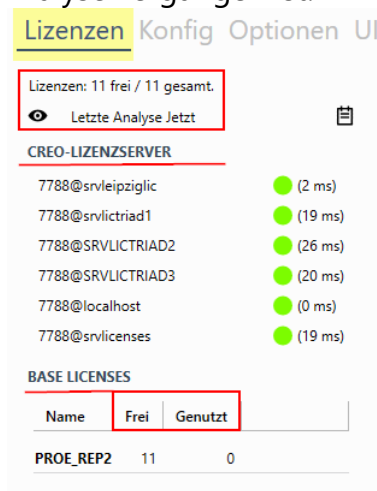 Lizenzen Konfig Optionen
Lizenzen: 11 frei / 11 gesamt.
Letzte Analyse Jetzt
CREO-LIZENZSERVER
7788@srvleipziglic (2 ms)
7788@srvlictriad1 (19 ms)
7788@SRVLICTRIAD2 (26 ms)
7788@SRVLICTRIAD3 (20 ms)
7788@localhost (0 ms)
7788@srvlicenses (19 ms)
BASE LICENSES
Name Frei Genutzt
PROE_REP2 11 0